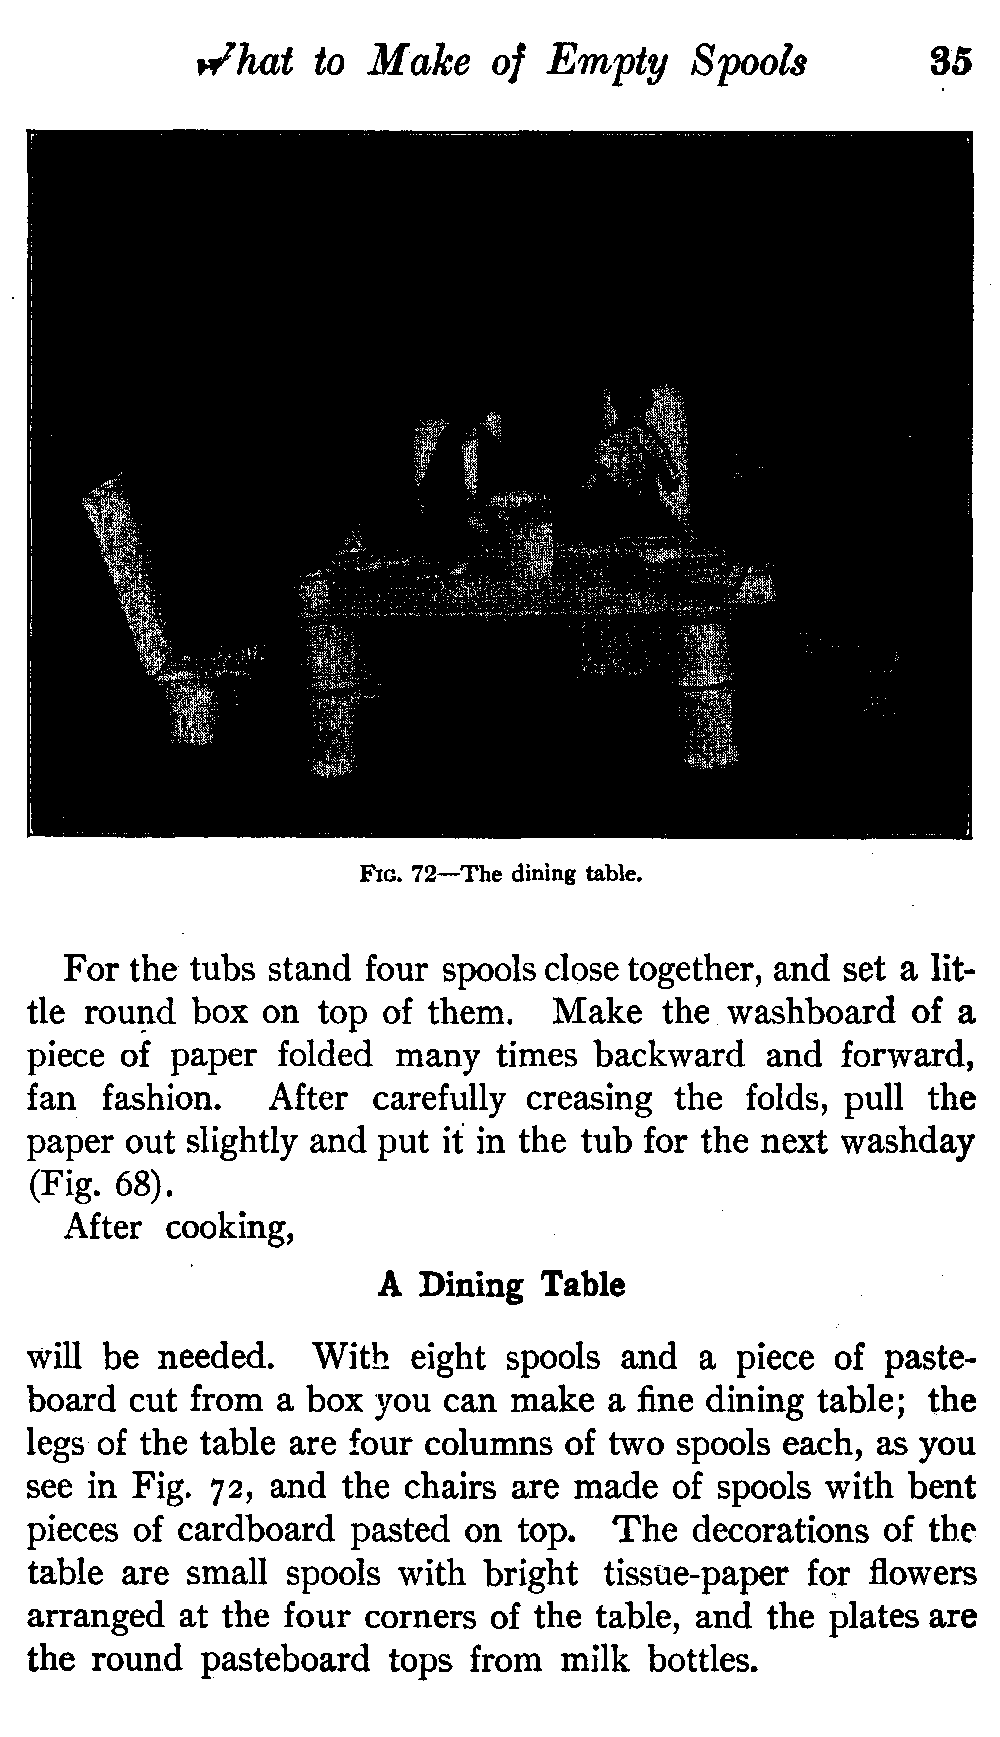 What to Make of Empty Spools 35
FIG. 72—The dining table.
For the tubs stand four spools close together, and set a lit-
tle round box on top of them. Make the washboard of a
piece of paper folded many times backward and forward,
fan fashion. After carefully creasing the folds, pull the
paper out slightly and put it in the tub for the next washday
(Fig. 68).
After cooking,
A Dining Table
will be needed. With eight spools and a piece of paste-
board cut from a box you can make a fine dining table; the
legs of the table are four columns of two spools each, as you
see in Fig. 72, and the chairs are made of spools with bent
pieces of cardboard pasted on top. The decorations of the
table are small spools with bright tissue-paper for flowers
arranged at the four corners of the table, and the plates are
the round pasteboard tops from milk bottles.